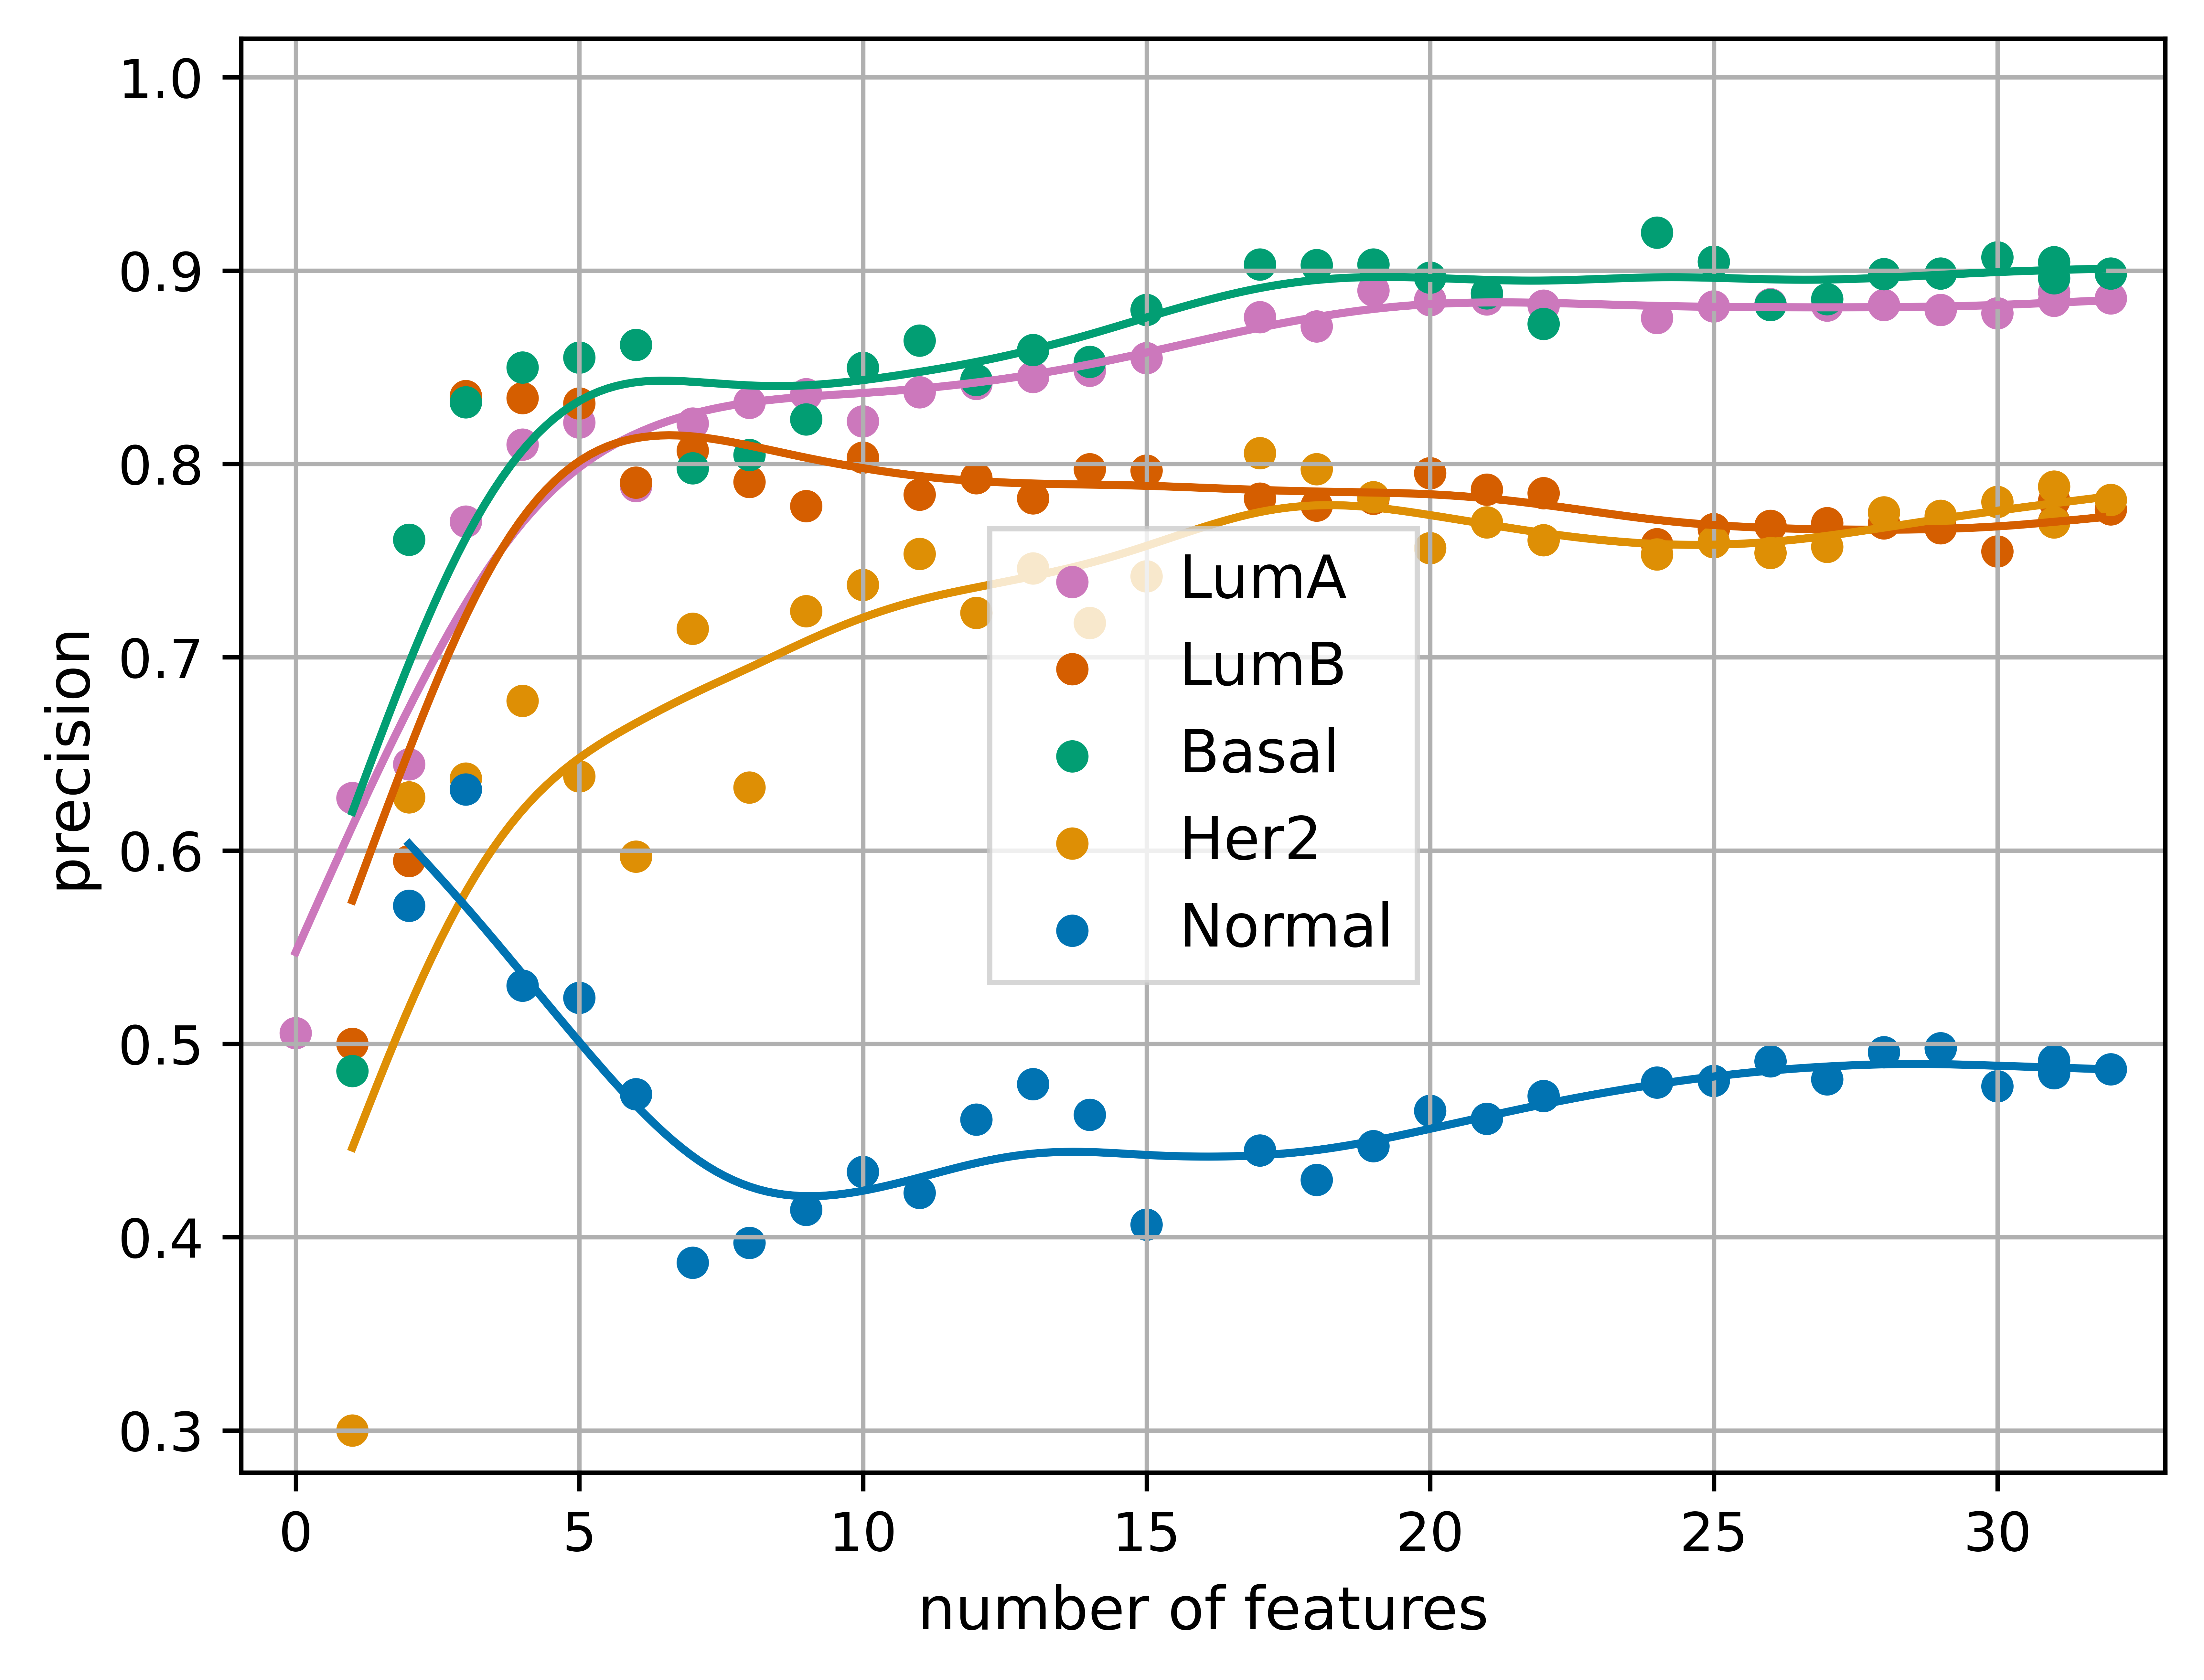 1.0
0.9
0.8
0.7
0.6
0.5
0.4
0.3
precision
LumA
LumB
Basal
Her2
Normal
0 5 10 15 20 25 30
number of features